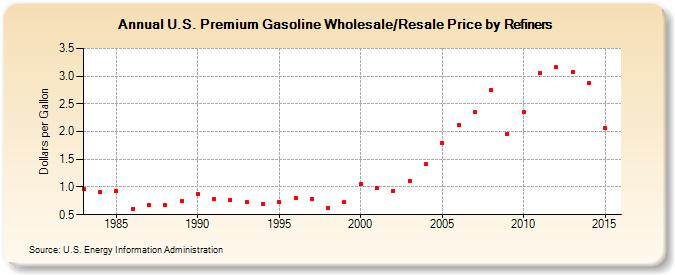 Annual U.S. Premium Gasoline Wholesale/Resale Price by Refiners
Dollars per Gallon
3.5
3.0
2.5
2.0
1.5
1.0
0.5
1985 1990 1995 2000 2005 2010 2015
Source: U.S. Energy Information Administration